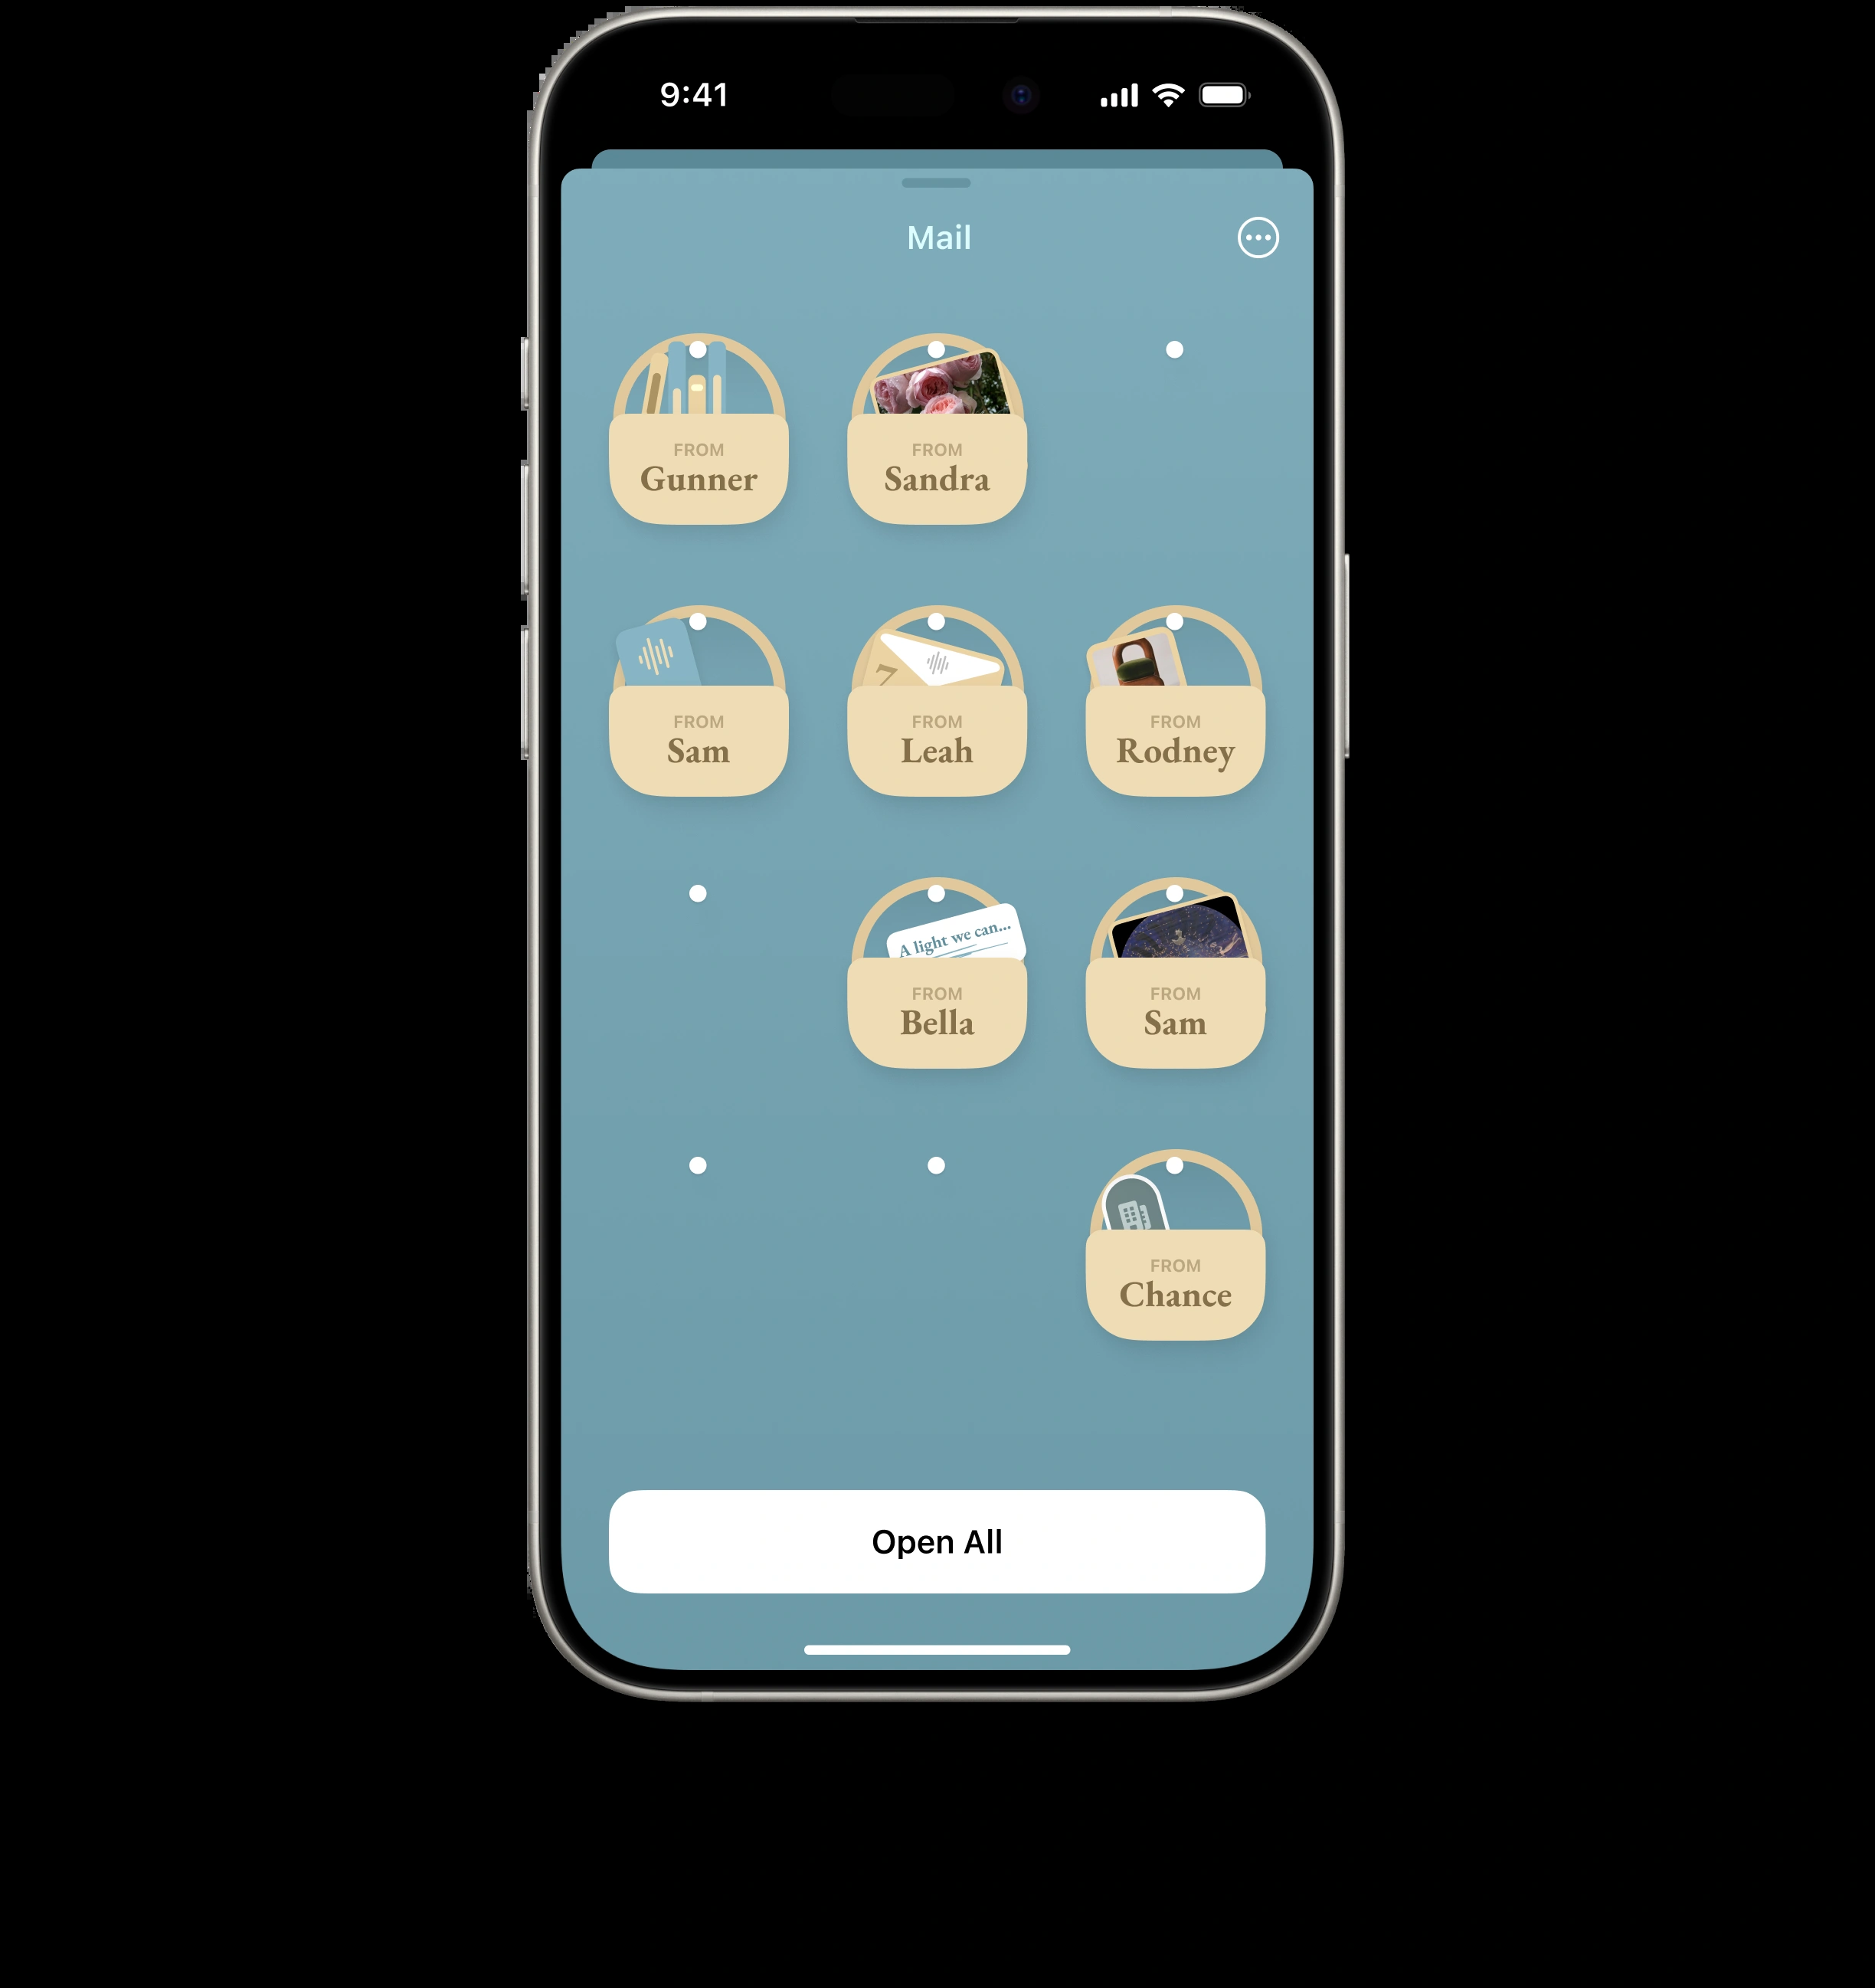 9:41
Mail
FROM
Gunner
FROM
Sandra
FROM
Sam
7
FROM
Leah
FROM
Rodney
A light we can...
FROM
Bella
FROM
Sam
FROM
Chance
Open All